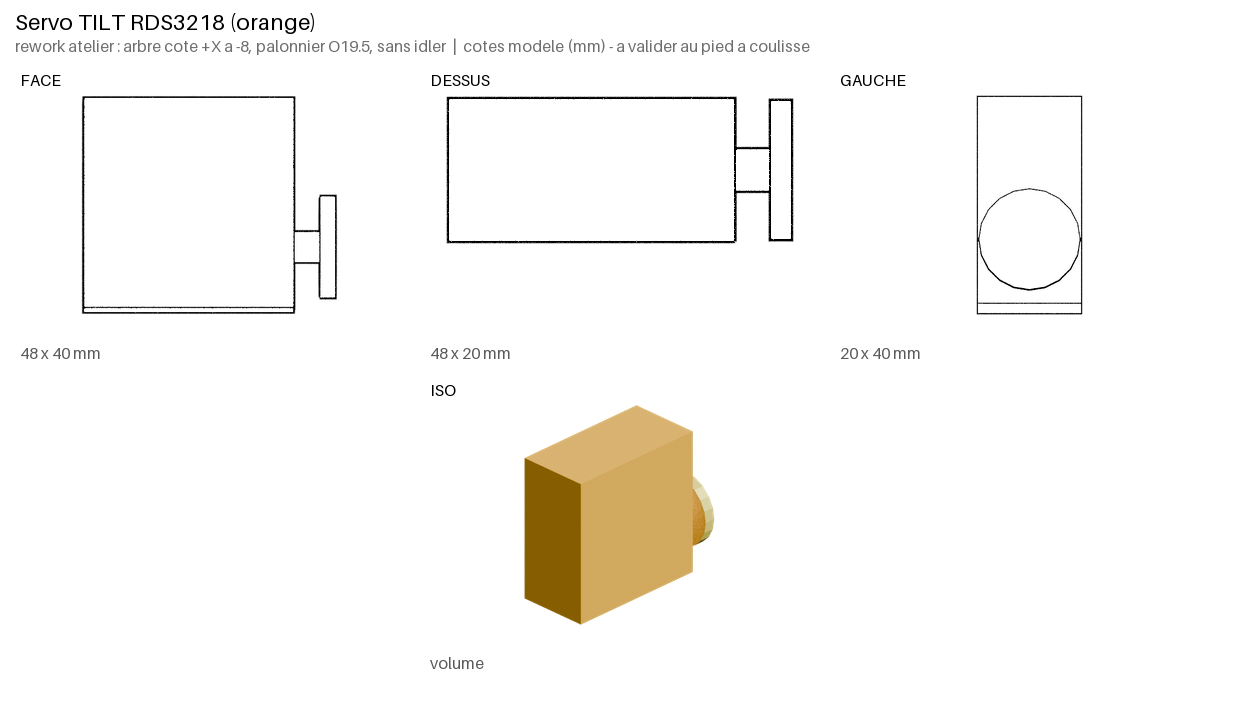 Servo TILT RDS3218 (orange)
rework atelier : arbre cote +X a -8, palonnier O19.5, sans idler | cotes modele (mm) - a valider au pied a coulisse
FACE
DESSUS
GAUCHE
48 x 40 mm
48 x 20 mm
20 x 40 mm
ISO
volume